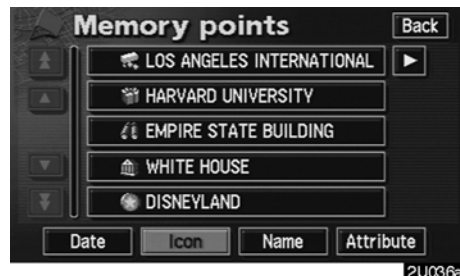 Memory points
Back
LOS ANGELES INTERNATIONAL
HARVARD UNIVERSITY
EMPIRE STATE BUILDING
WHITE HOUSE
DISNEYLAND
Date Icon Name Attribute
2U036a